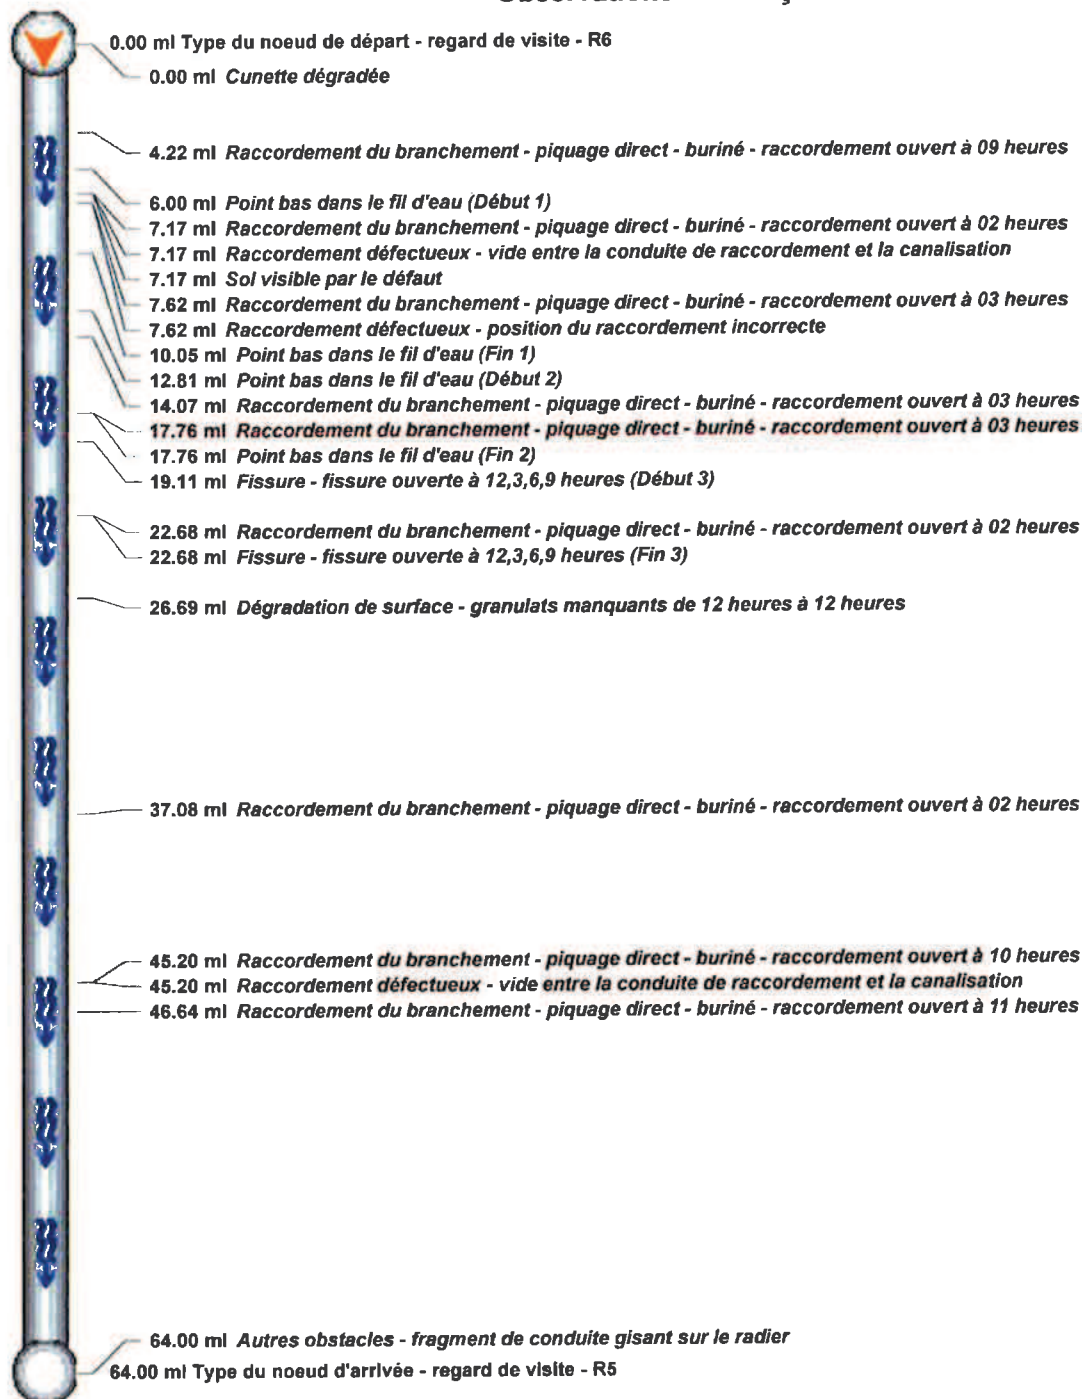 0.00 ml Type du noeud de départ - regard de visite - R6
0.00 ml Cunette dégradée
4.22 ml Raccordement du branchement - piquage direct - buriné - raccordement ouvert à 09 heures
6.00 ml Point bas dans le fil d'eau (Début 1)
7.17 ml Raccordement du branchement - piquage direct - buriné - raccordement ouvert à 02 heures
7.17 ml Raccordement défectueux - vide entre la conduite de raccordement et la canalisation
7.17 ml Sol visible par le défaut
7.62 ml Raccordement du branchement - piquage direct - buriné - raccordement ouvert à 03 heures
7.62 ml Raccordement défectueux - position du raccordement incorrecte
10.05 ml Point bas dans le fil d'eau (Fin 1)
12.81 ml Point bas dans le fil d'eau (Début 2)
14.07 ml Raccordement du branchement - piquage direct - buriné - raccordement ouvert à 03 heures
17.76 ml Raccordement du branchement - piquage direct - buriné - raccordement ouvert à 03 heures
17.76 ml Point bas dans le fil d'eau (Fin 2)
19.11 ml Fissure - fissure ouverte à 12,3,6,9 heures (Début 3)
22.68 ml Raccordement du branchement - piquage direct - buriné - raccordement ouvert à 02 heures
22.68 ml Fissure - fissure ouverte à 12,3,6,9 heures (Fin 3)
26.69 ml Dégradation de surface - granulats manquants de 12 heures à 12 heures
37.08 ml Raccordement du branchement - piquage direct - buriné - raccordement ouvert à 02 heures
45.20 ml Raccordement du branchement - piquage direct - buriné - raccordement ouvert à 10 heures
45.20 ml Raccordement défectueux - vide entre la conduite de raccordement et la canalisation
46.64 ml Raccordement du branchement - piquage direct - buriné - raccordement ouvert à 11 heures
64.00 ml Autres obstacles - fragment de conduite gisant sur le radier
64.00 ml Type du noeud d'arrivée - regard de visite - R5